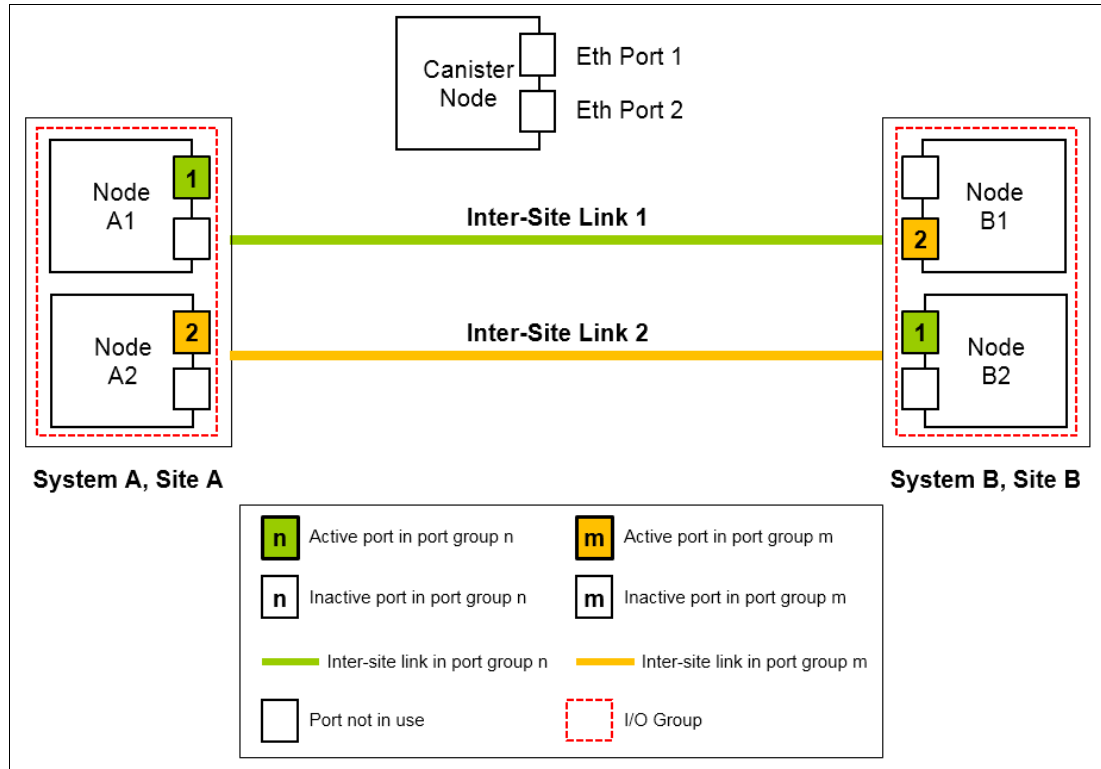 Canister
Node
Eth Port 1
Eth Port 2
Node
A1
1
Node
A2
2
Inter-Site Link 1
Inter-Site Link 2
2
Node
B1
1
Node
B2
System A, Site A
System B, Site B
n Active port in port group n
m Active port in port group m
n Inactive port in port group n
m Inactive port in port group m
Inter-site link in port group n
Inter-site link in port group m
Port not in use
I/O Group